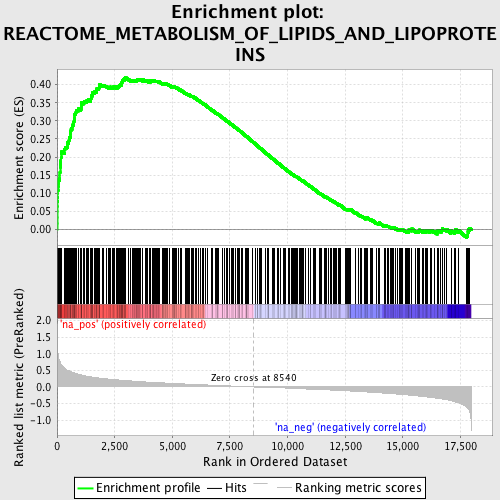 Enrichment plot:
REACTOME_METABOLISM_OF_LIPIDS_AND_LIPOPROTE
INS
Enrichment score (ES)
0.40
0.35
0.30
0.25
0.20
0.15
0.10
0.05
0.00
'na_pos' (positively correlated)
Ranked list metric (PreRanked)
2.0
1.5
1.0
0.5
0.0
-0.5
-1.0
Zero cross at 8540
'na_neg' (negatively correlated)
0
2,500
5,000
7,500
10,000
12,500
15,000
17,500
Rank in Ordered Dataset
Enrichment profile
Hits
Ranking metric scores